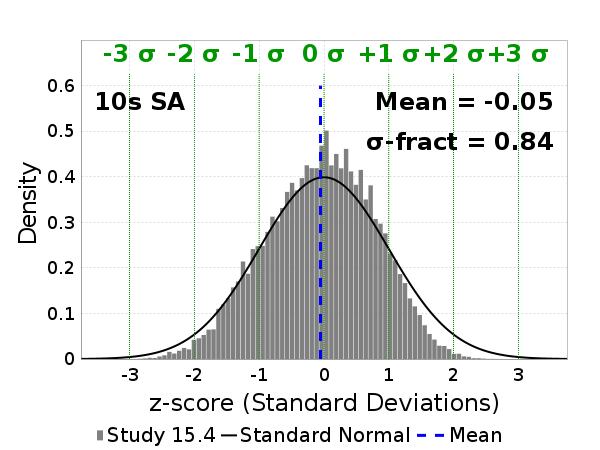 -3 σ -2 σ -1 σ 0 σ +1 σ +2 σ +3 σ
10s SA
Mean = -0.05
σ-fract = 0.84
Density
0.6
0.5
0.4
0.3
0.2
0.1
0
-3 -2 -1 0 1 2 3
z-score (Standard Deviations)
Study 15.4 Standard Normal Mean